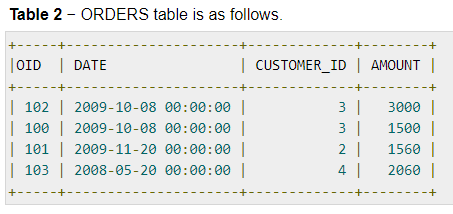 Table 2 − ORDERS table is as follows.
+-----+---------------------+-------------+--------+
|OID | DATE | CUSTOMER_ID | AMOUNT |
+-----+---------------------+-------------+--------+
| 102 | 2009-10-08 00:00:00 | 3 | 3000 |
| 100 | 2009-10-08 00:00:00 | 3 | 1500 |
| 101 | 2009-11-20 00:00:00 | 2 | 1560 |
| 103 | 2008-05-20 00:00:00 | 4 | 2060 |
+-----+---------------------+-------------+--------+